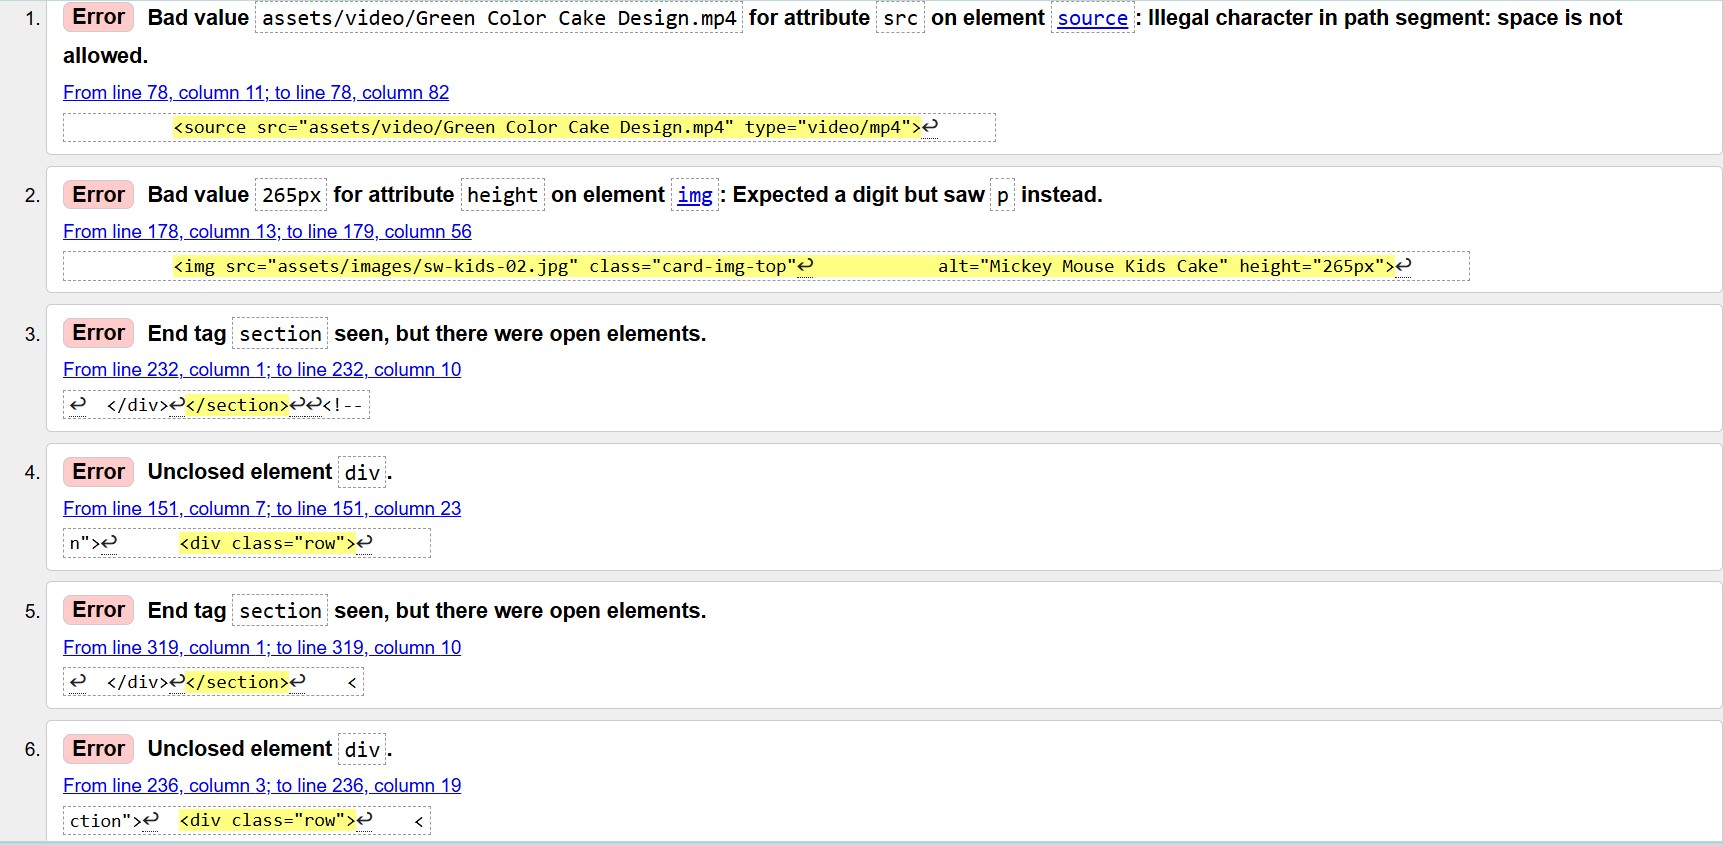 1. Error Bad value assets/video/Green Color Cake Design.mp4 for attribute src on element source: Illegal character in path segment: space is not
allowed.
From line 78, column 11; to line 78, column 82
<source src="assets/video/Green Color Cake Design.mp4" type="video/mp4">↩
2. Error Bad value 265px for attribute height on element img: Expected a digit but saw p instead.
From line 178, column 13; to line 179, column 56
<img src="assets/images/sw-kids-02.jpg" class="card-img-top"↩ alt="Mickey Mouse Kids Cake" height="265px">↩
3. Error End tag section seen, but there were open elements.
From line 232, column 1; to line 232, column 10
↩ </div>↩</section>↩↩<!--
4. Error Unclosed element div.
From line 151, column 7; to line 151, column 23
n">↩ <div class="row">↩
5. Error End tag section seen, but there were open elements.
From line 319, column 1; to line 319, column 10
↩ </div>↩</section>↩ <
6. Error Unclosed element div.
From line 236, column 3; to line 236, column 19
ction">↩ <div class="row">↩ <